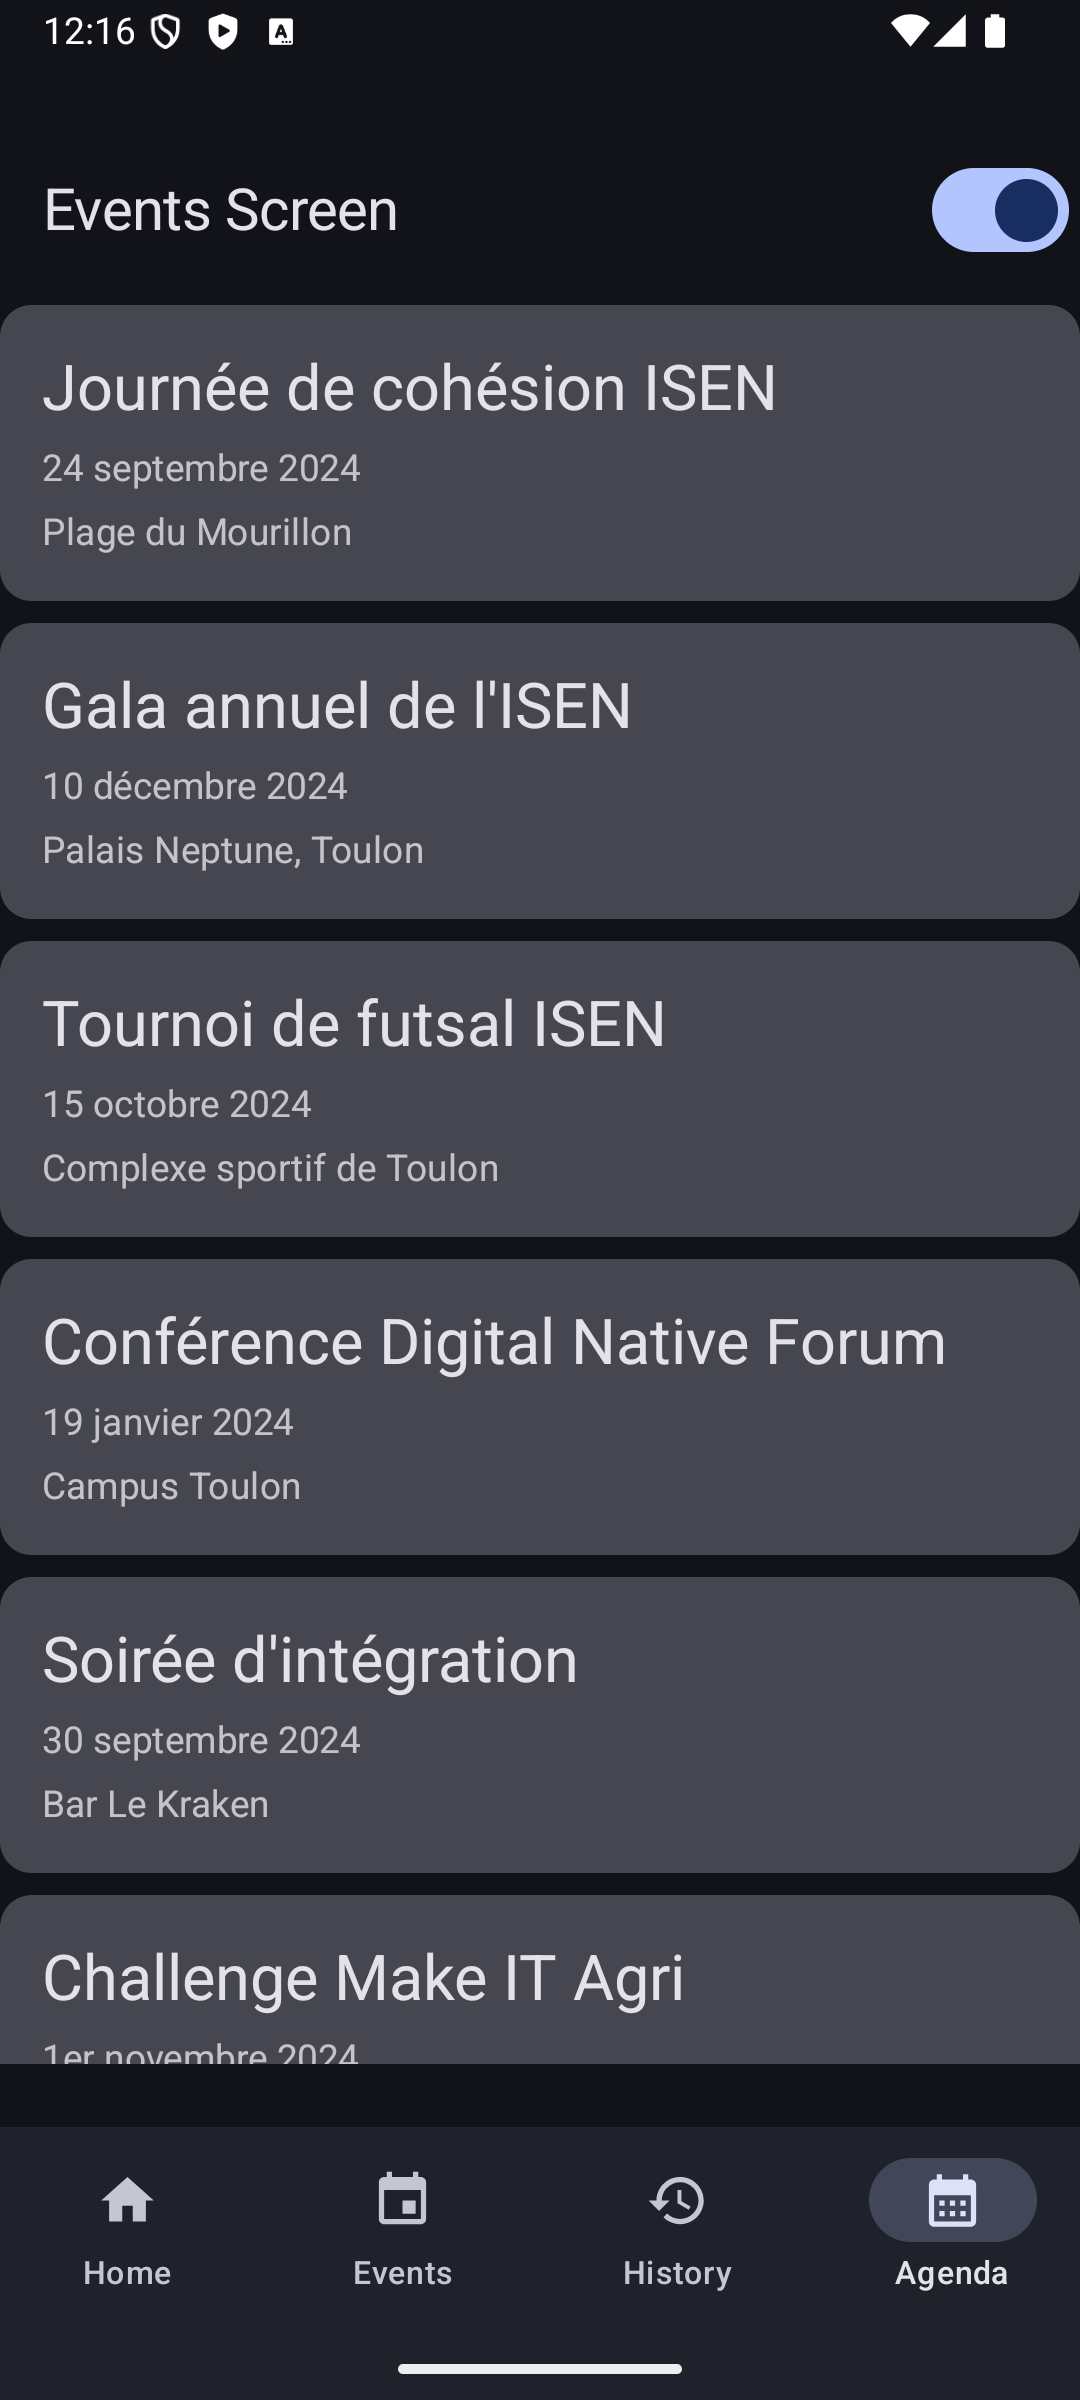 12:16
Events Screen
Journée de cohésion ISEN
24 septembre 2024
Plage du Mourillon
Gala annuel de l'ISEN
10 décembre 2024
Palais Neptune, Toulon
Tournoi de futsal ISEN
15 octobre 2024
Complexe sportif de Toulon
Conférence Digital Native Forum
19 janvier 2024
Campus Toulon
Soirée d'intégration
30 septembre 2024
Bar Le Kraken
Challenge Make IT Agri
1er novembre 2024
Home
Events
History
Agenda